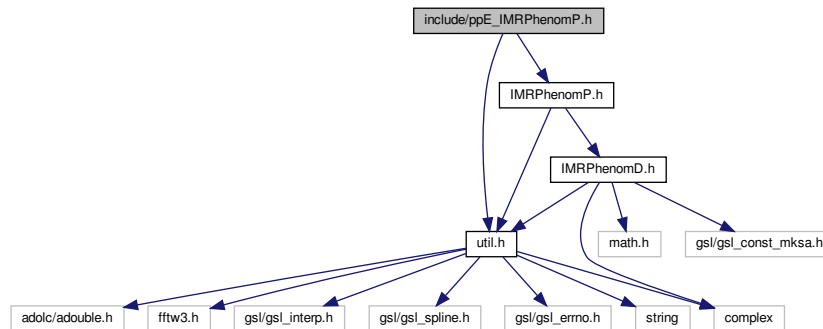 include/ppE_IMRPhenomP.h
IMRPhenomP.h
IMRPhenomD.h
util.h
math.h
gsl/gsl_const_mksa.h
adolc/adouble.h
fftw3.h
gsl/gsl_interp.h
gsl/gsl_spline.h
gsl/gsl_errno.h
string
complex